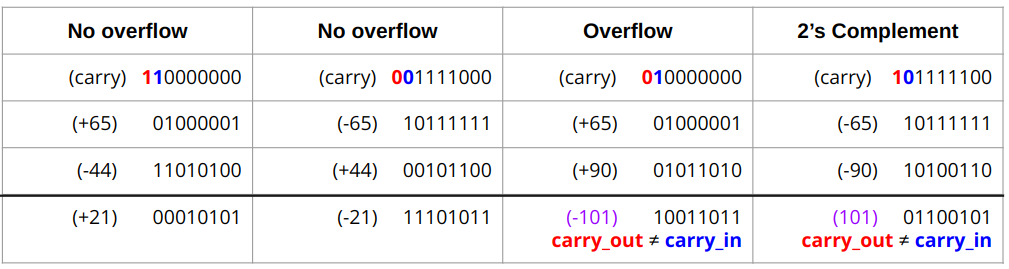 No overflow No overflow Overflow 2's Complement
(carry) 110000000 (carry) 001111000 (carry) 010000000 (carry) 101111100
(+65) 01000001 (-65) 10111111 (+65) 01000001 (-65) 10111111
(-44) 11010100 (+44) 00101100 (+90) 01011010 (-90) 10100110
(+21) 00010101 (-21) 11101011 (-101) 10011011 (101) 01100101
carry_out ≠ carry_in carry_out ≠ carry_in